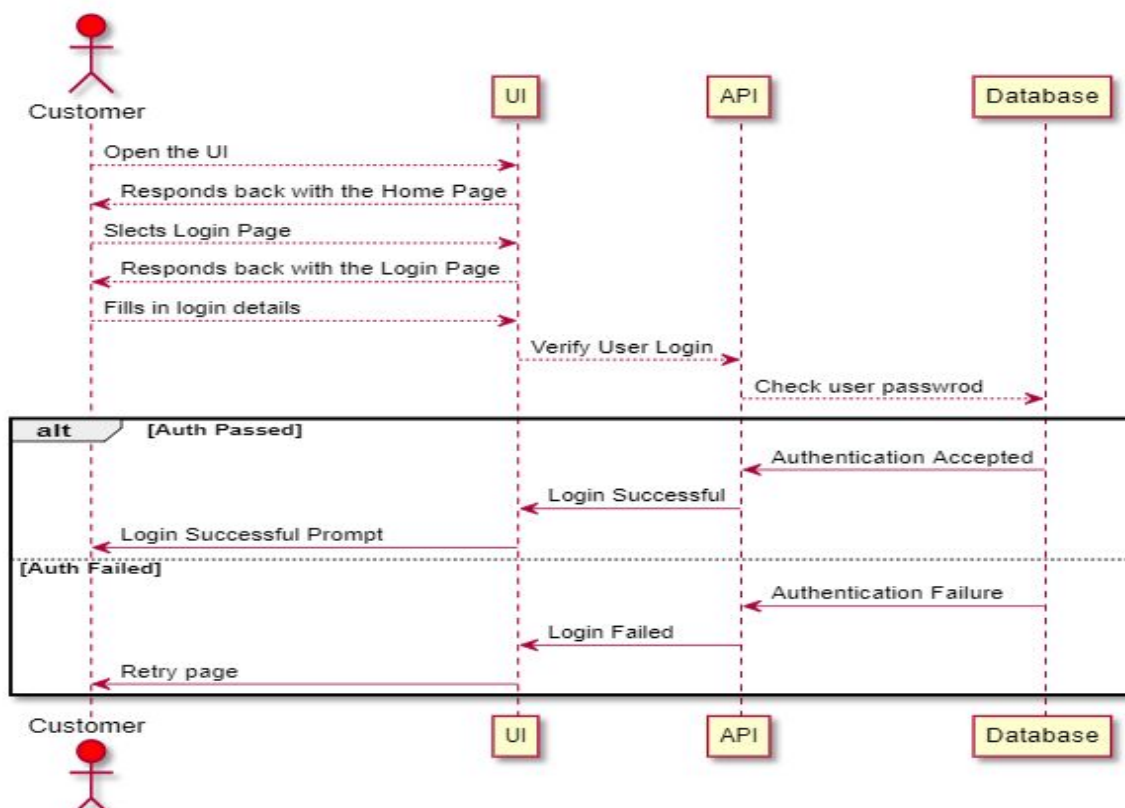 Customer
UI
API
Database
Open the UI
Responds back with the Home Page
Slects Login Page
Responds back with the Login Page
Fills in login details
Verify User Login
Check user passwrod
alt [Auth Passed]
Authentication Accepted
Login Successful
Login Successful Prompt
[Auth Failed]
Authentication Failure
Login Failed
Retry page
Customer
UI
API
Database